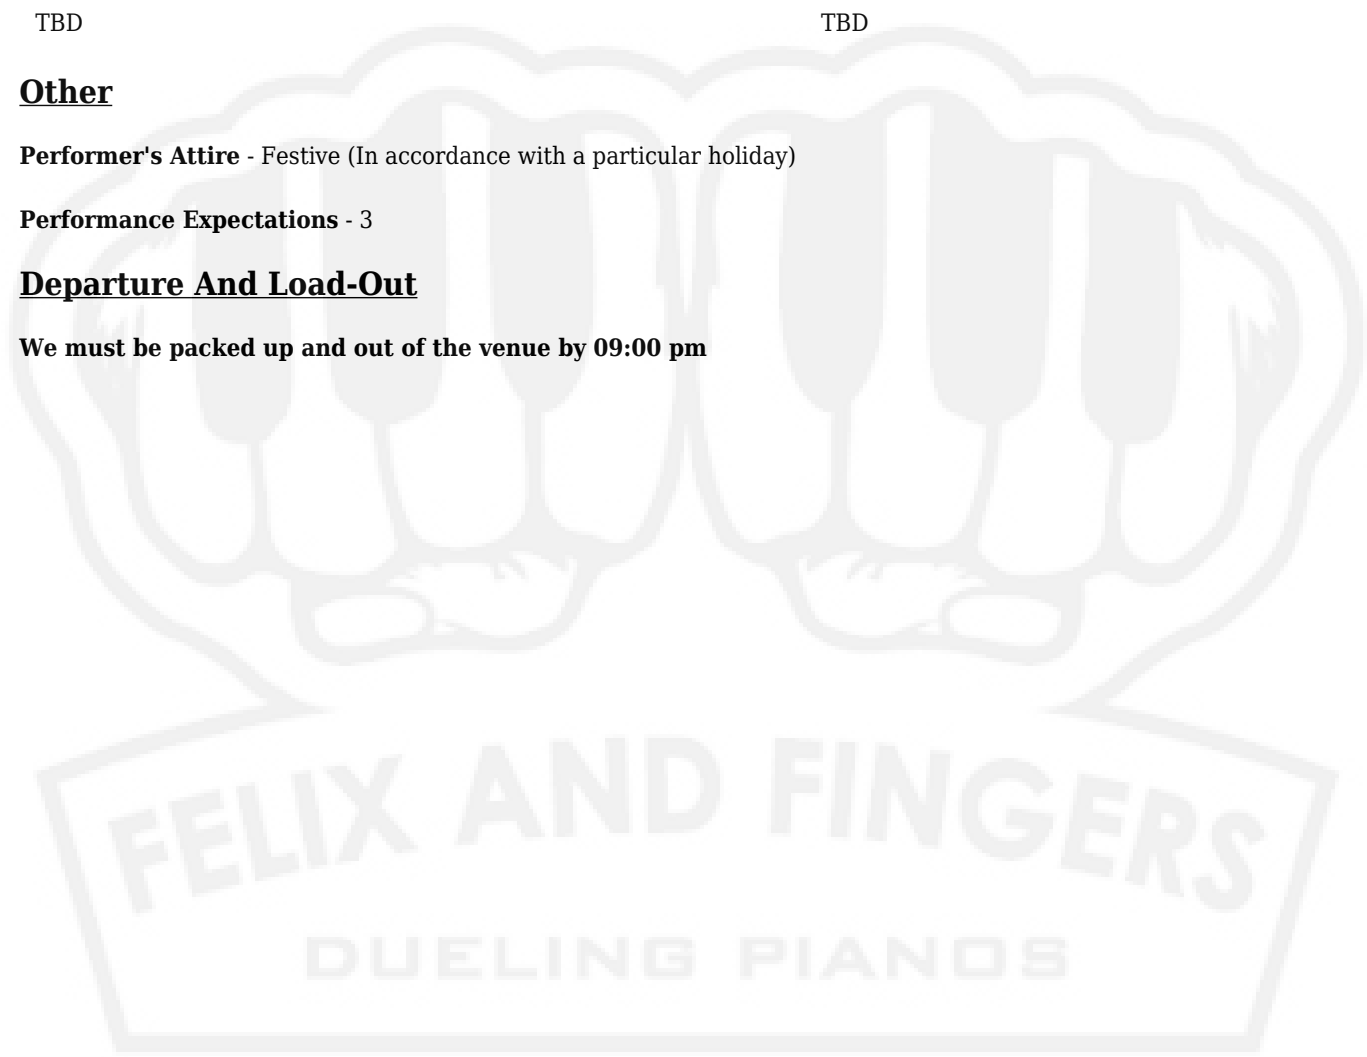 TBD TBD
Other
Performer's Attire - Festive (In accordance with a particular holiday)
Performance Expectations - 3
Departure And Load-Out
We must be packed up and out of the venue by 09:00 pm
FELIX AND FINGERS
DUELING PIANOS